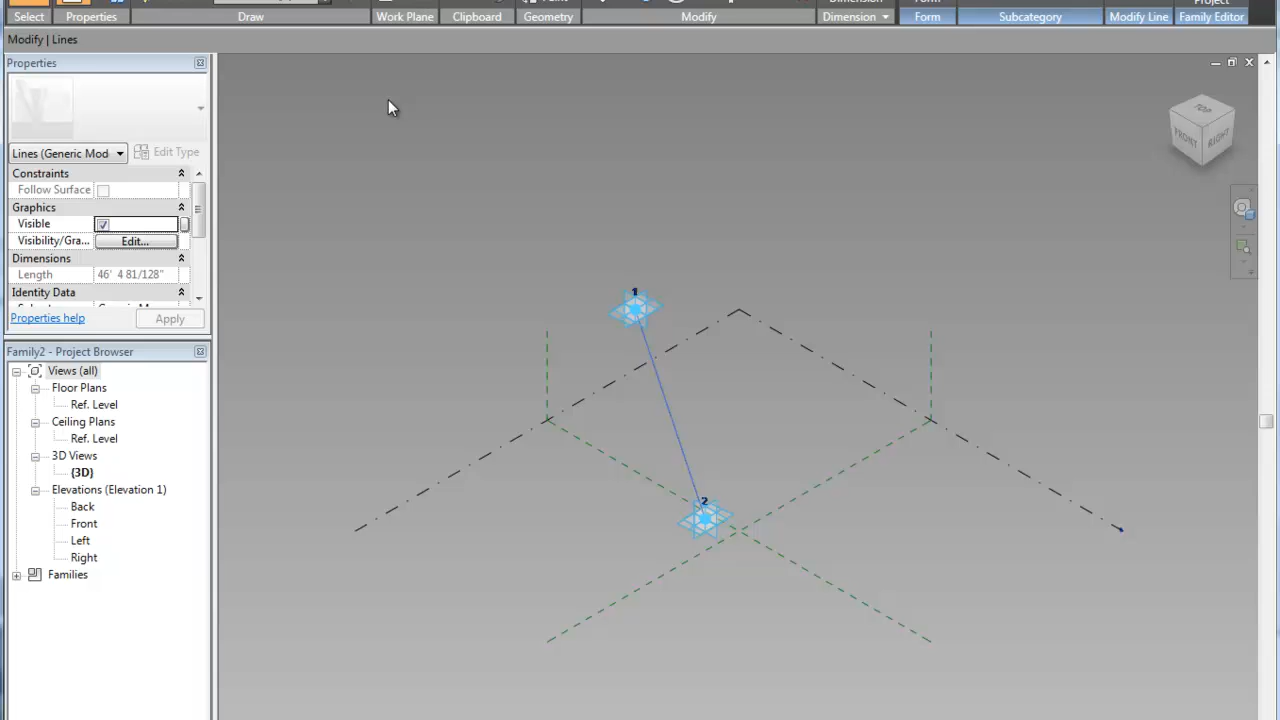 Select Properties Draw Work Plane Clipboard Geometry Modify Dimension Form Subcategory Modify Line Family Editor
Modify | Lines
Properties
Lines (Generic Mod Edit Type
Constraints
Follow Surface
Graphics
Visible
Visibility/Gra... Edit...
Dimensions
Length 46' 4 81/128"
Identity Data
Properties help Apply
Family2 - Project Browser
Views (all)
Floor Plans
Ref. Level
Ceiling Plans
Ref. Level
3D Views
{3D}
Elevations (Elevation 1)
Back
Front
Left
Right
Families
TOP
FRONT RIGHT
1
2